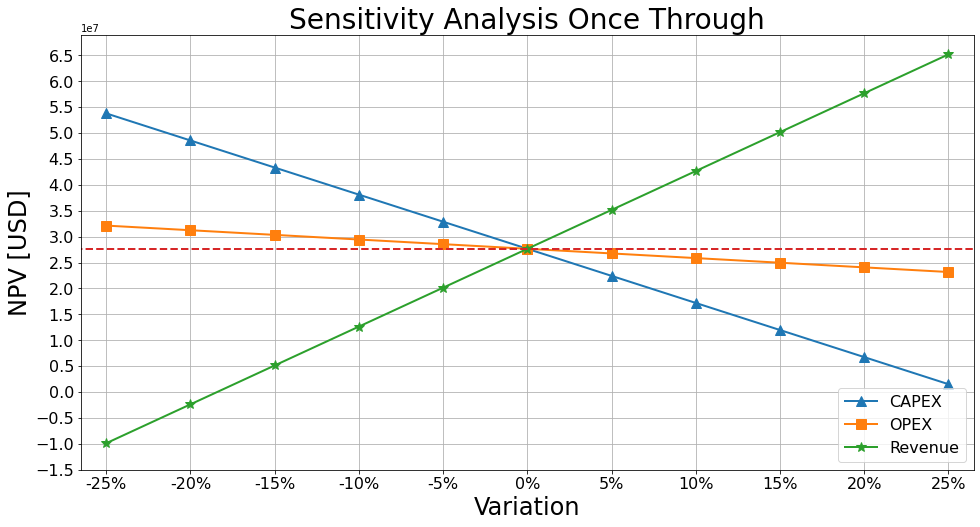 Sensitivity Analysis Once Through
1e7
6.5
6.0
5.5
5.0
4.5
4.0
3.5
3.0
2.5
2.0
1.5
1.0
0.5
0.0
−0.5
−1.0
−1.5
NPV [USD]
CAPEX
OPEX
Revenue
-25% -20% -15% -10% -5% 0% 5% 10% 15% 20% 25%
Variation